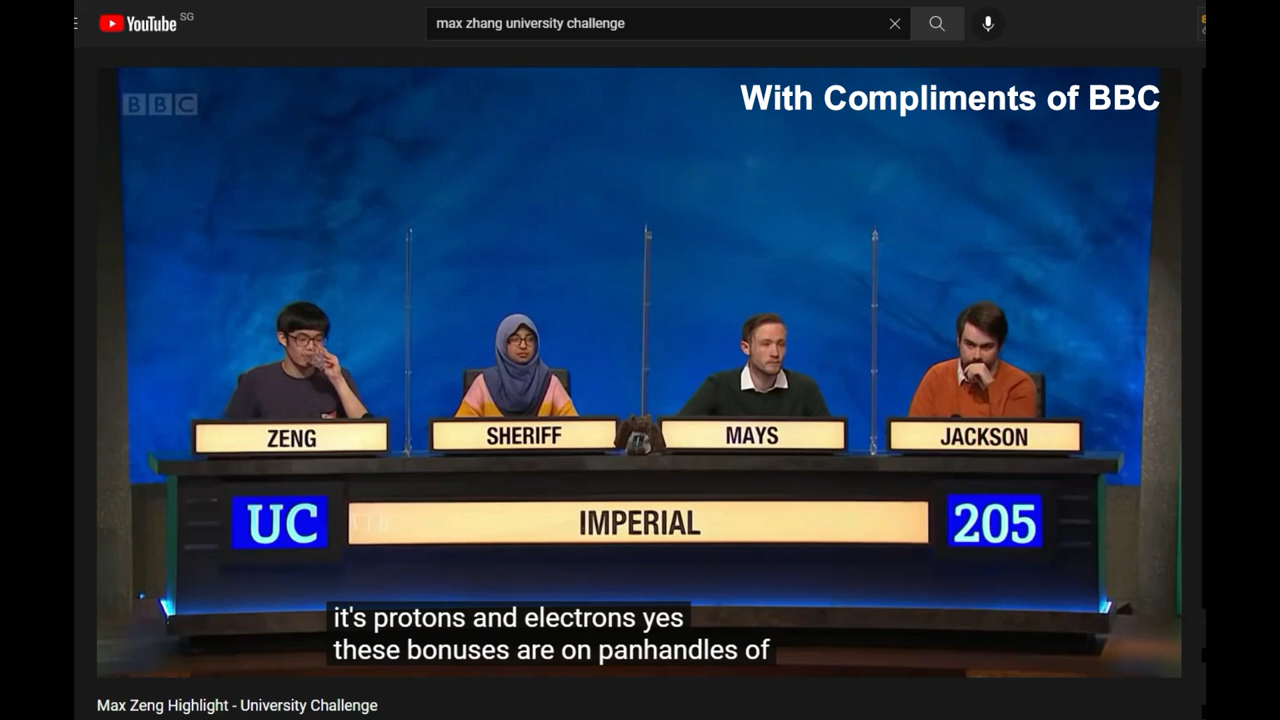 YouTube SG
max zhang university challenge
BBC
With Compliments of BBC
ZENG
SHERIFF
MAYS
JACKSON
UC
IMPERIAL
205
it's protons and electrons yes
these bonuses are on panhandles of
Max Zeng Highlight - University Challenge